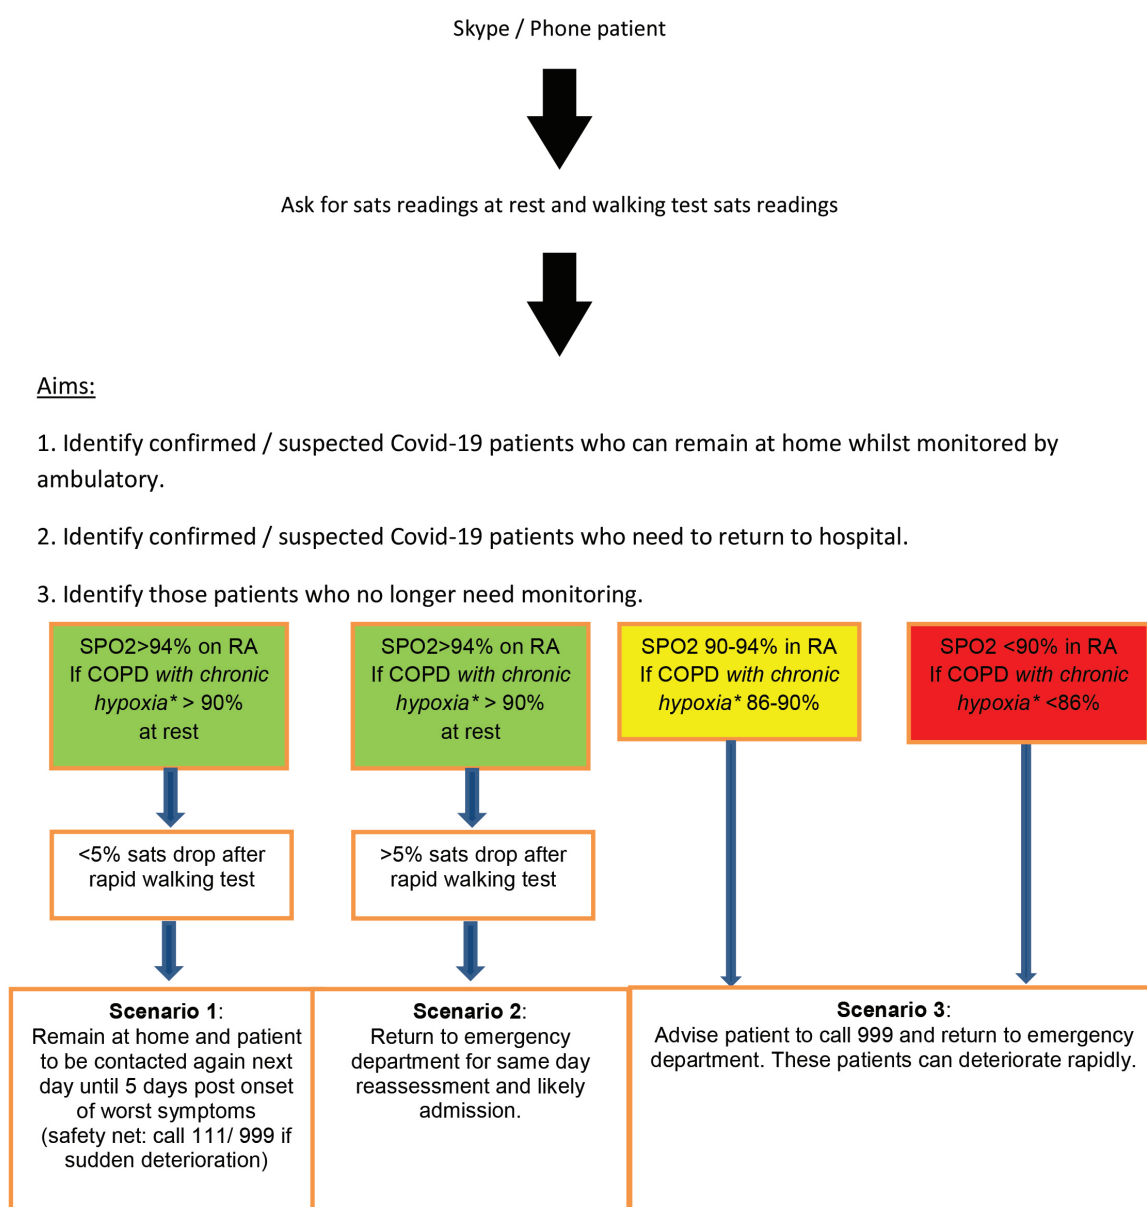 Skype / Phone patient
Ask for sats readings at rest and walking test sats readings
Aims:
1. Identify confirmed / suspected Covid-19 patients who can remain at home whilst monitored by
ambulatory.
2. Identify confirmed / suspected Covid-19 patients who need to return to hospital.
3. Identify those patients who no longer need monitoring.
SPO2>94% on RA
If COPD with chronic
hypoxia* > 90%
at rest
SPO2>94% on RA
If COPD with chronic
hypoxia* > 90%
at rest
SPO2 90-94% in RA
If COPD with chronic
hypoxia* 86-90%
SPO2 <90% in RA
If COPD with chronic
hypoxia* <86%
<5% sats drop after
rapid walking test
>5% sats drop after
rapid walking test
Scenario 1:
Remain at home and patient
to be contacted again next
day until 5 days post onset
of worst symptoms
(safety net: call 111/ 999 if
sudden deterioration)
Scenario 2:
Return to emergency
department for same day
reassessment and likely
admission.
Scenario 3:
Advise patient to call 999 and return to emergency
department. These patients can deteriorate rapidly.